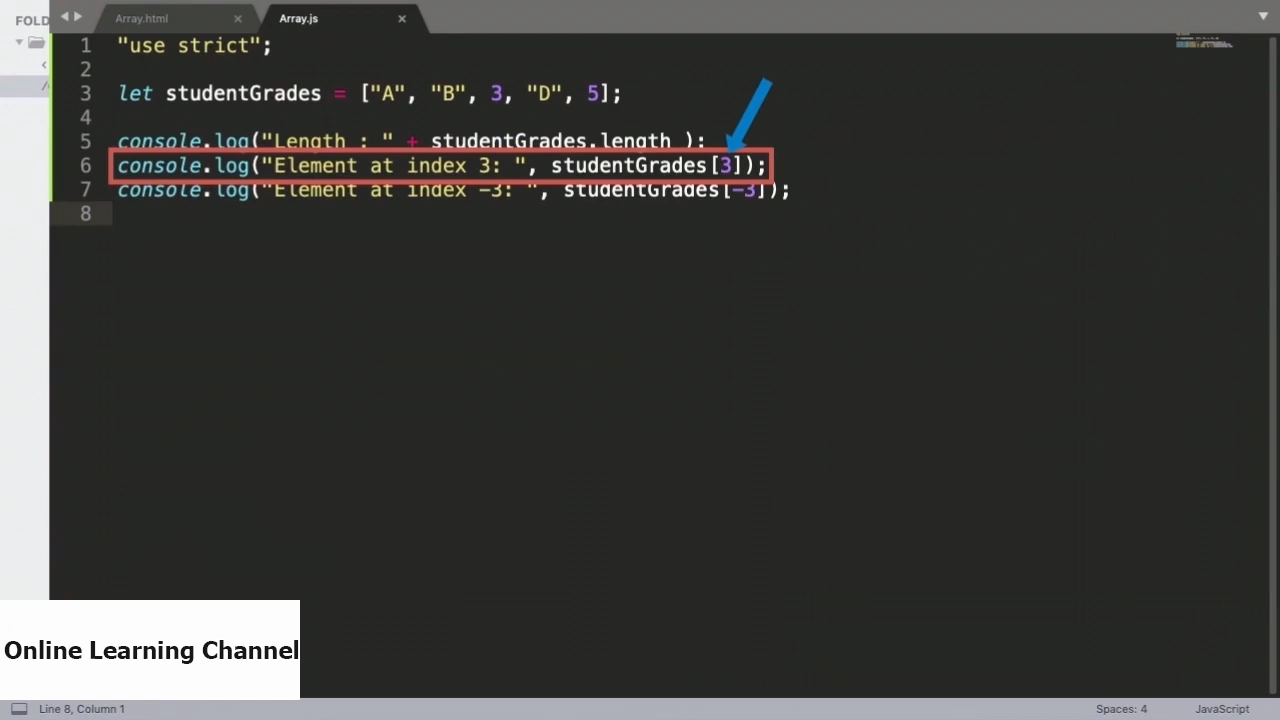 FOLD
Array.html
Array.js
1 "use strict";
2
3 let studentGrades = ["A", "B", 3, "D", 5];
4
5 console.log("Length : " + studentGrades.length );
6 console.log("Element at index 3: ", studentGrades[3]);
7 console.log("Element at index -3: ", studentGrades[-3]);
8
Online Learning Channel
Line 8, Column 1
Spaces: 4
JavaScript